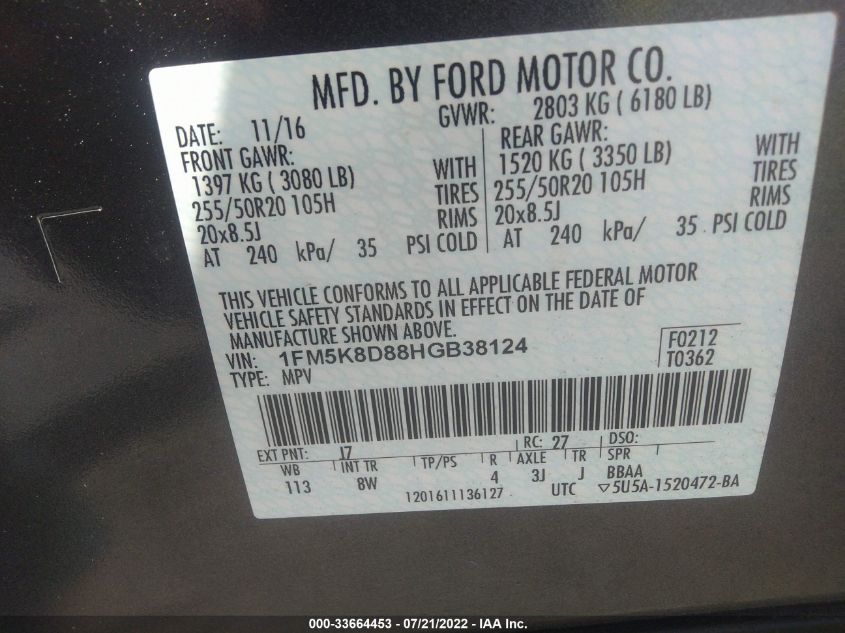 MFD. BY FORD MOTOR CO.
DATE: 11/16 GVWR: 2803 KG ( 6180 LB)
FRONT GAWR:
1397 KG ( 3080 LB) WITH
255/50R20 105H TIRES
20x8.5J RIMS
AT 240 kPa/ 35 PSI COLD
REAR GAWR:
1520 KG ( 3350 LB) WITH
255/50R20 105H TIRES
20x8.5J RIMS
AT 240 kPa/ 35 PSI COLD
THIS VEHICLE CONFORMS TO ALL APPLICABLE FEDERAL MOTOR
VEHICLE SAFETY STANDARDS IN EFFECT ON THE DATE OF
MANUFACTURE SHOWN ABOVE.
VIN: 1FM5K8D88HGB38124
TYPE: MPV
F0212
T0362
EXT PNT: J7 RC: 27 DSO:
WB INT TR TP/PS R AXLE TR SPR
113 8W 4 3J J BBAA
1201611136127 UTC ▽5U5A-1520472-BA
000-33664453 - 07/21/2022 - IAA Inc.